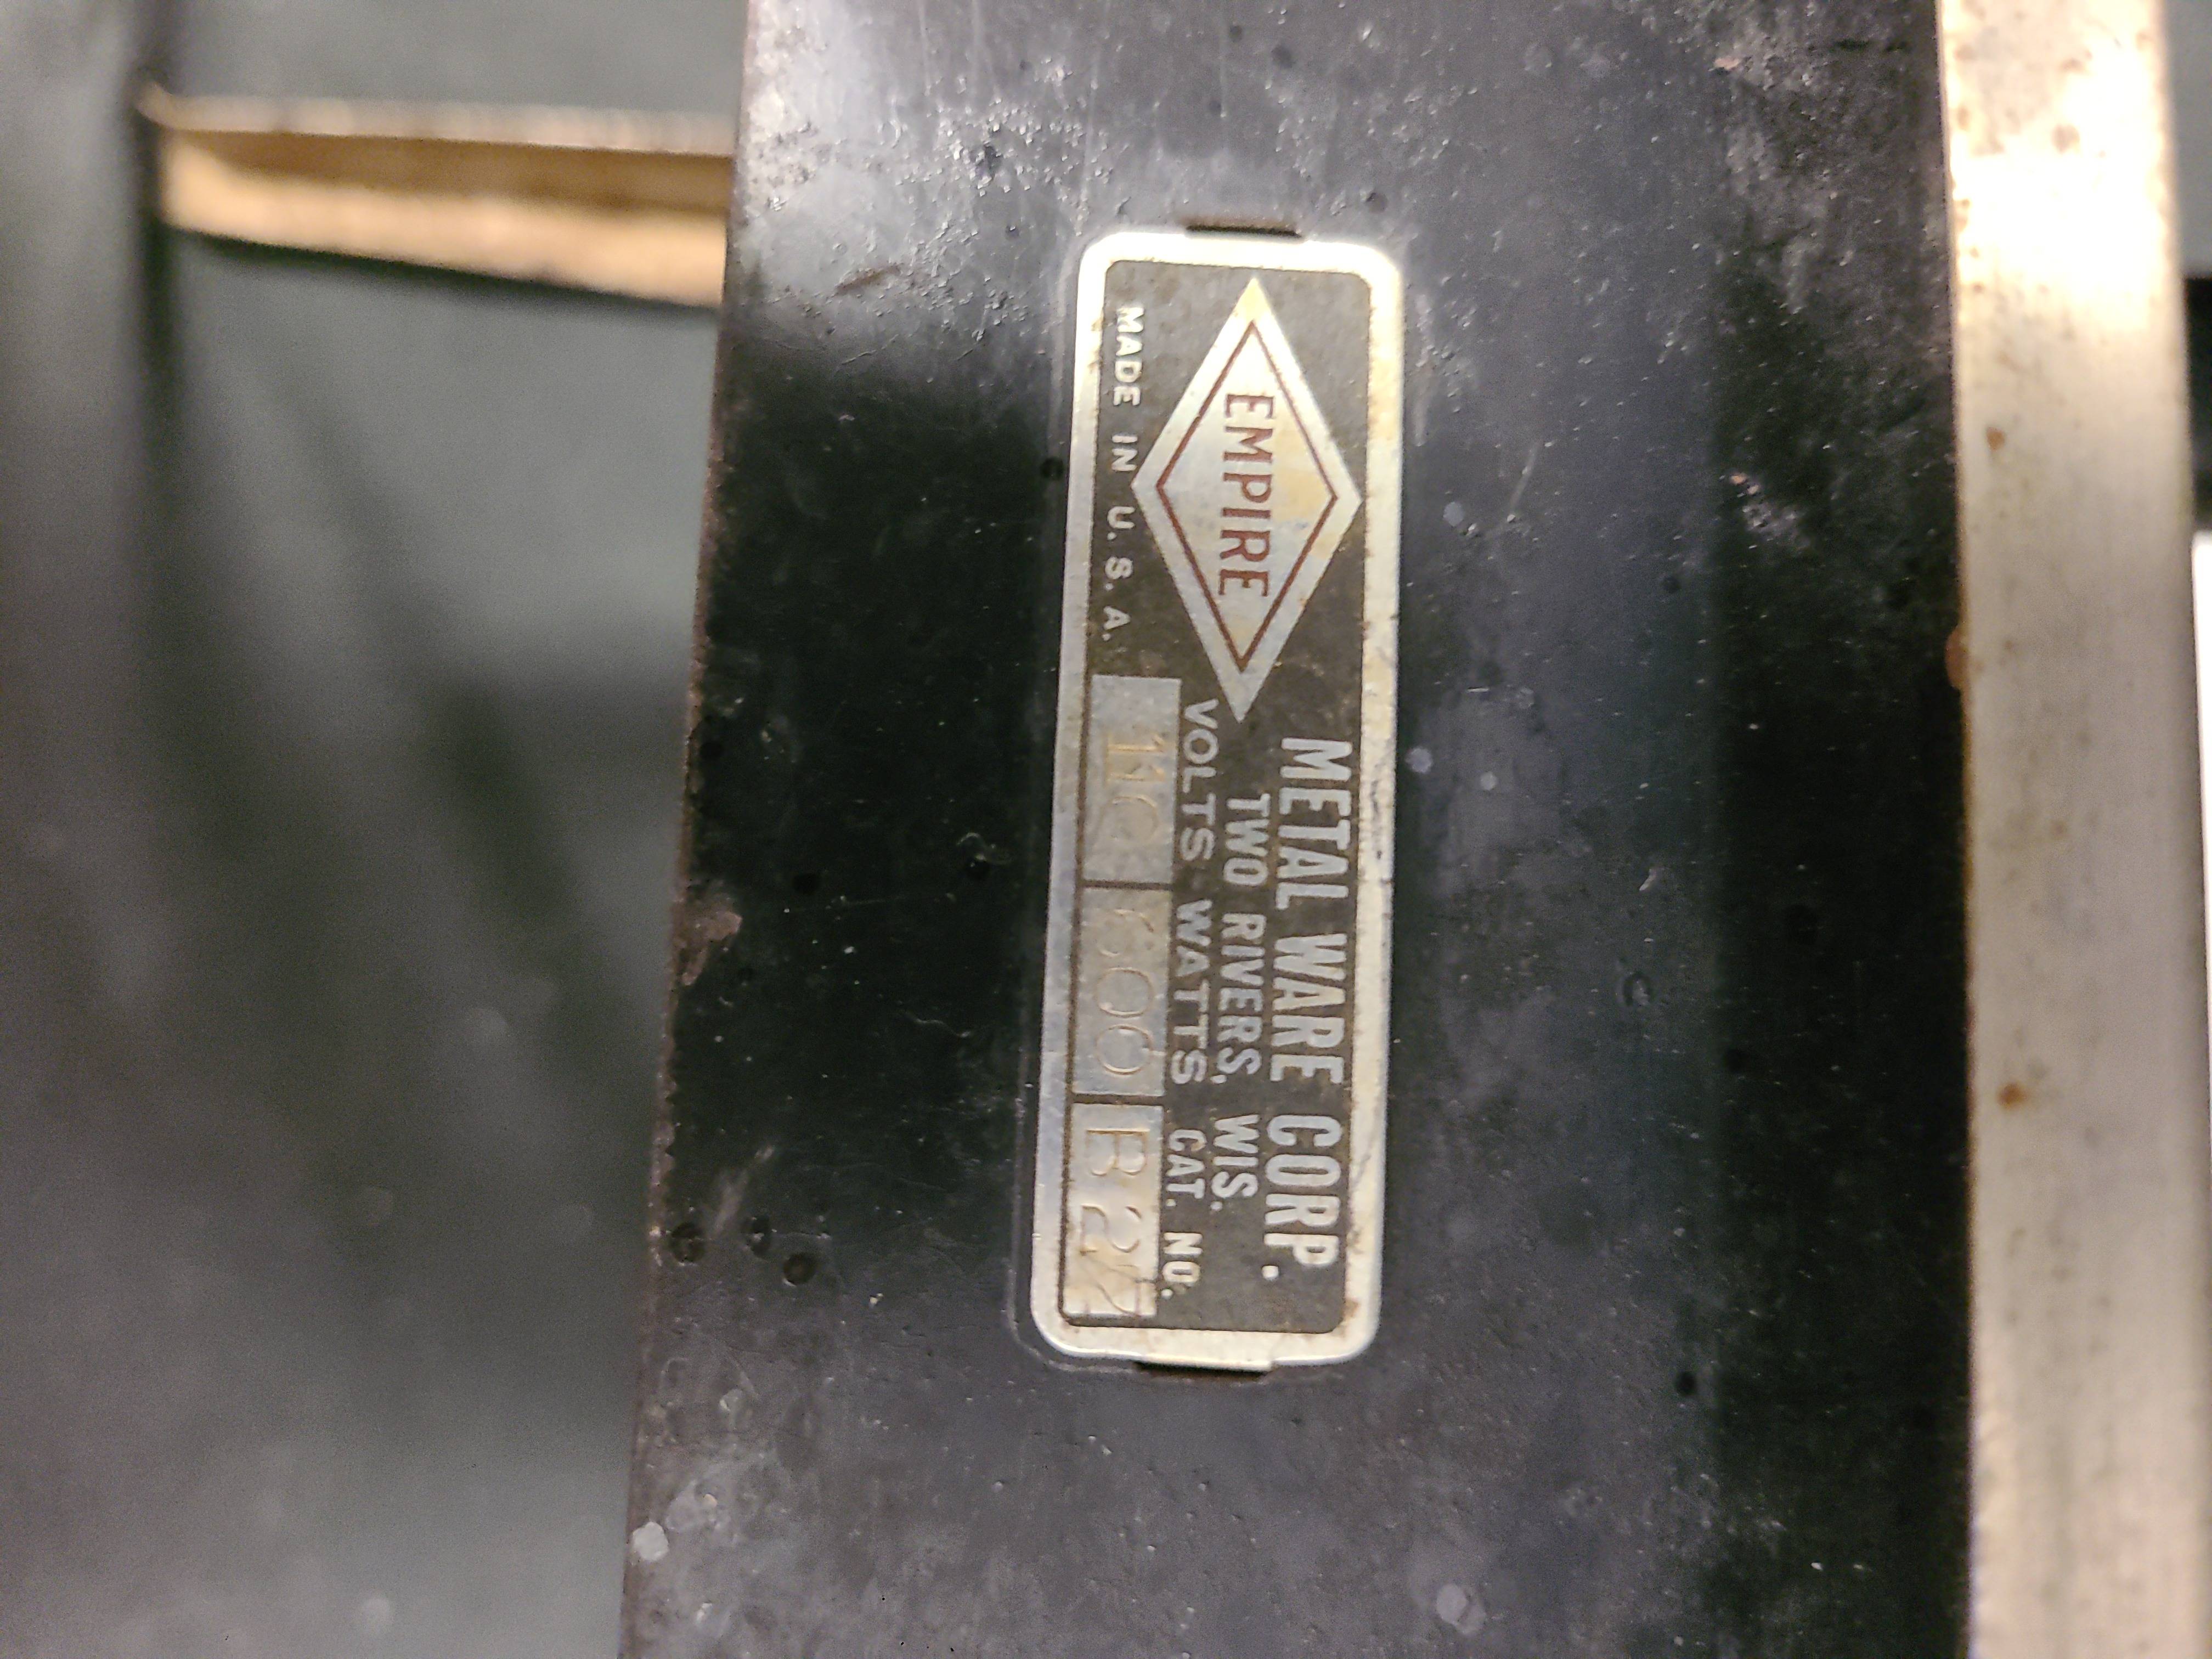 EMPIRE
MADE IN U.S.A.
METAL WARE CORP.
TWO RIVERS, WIS.
VOLTS WATTS CAT. NO.
110